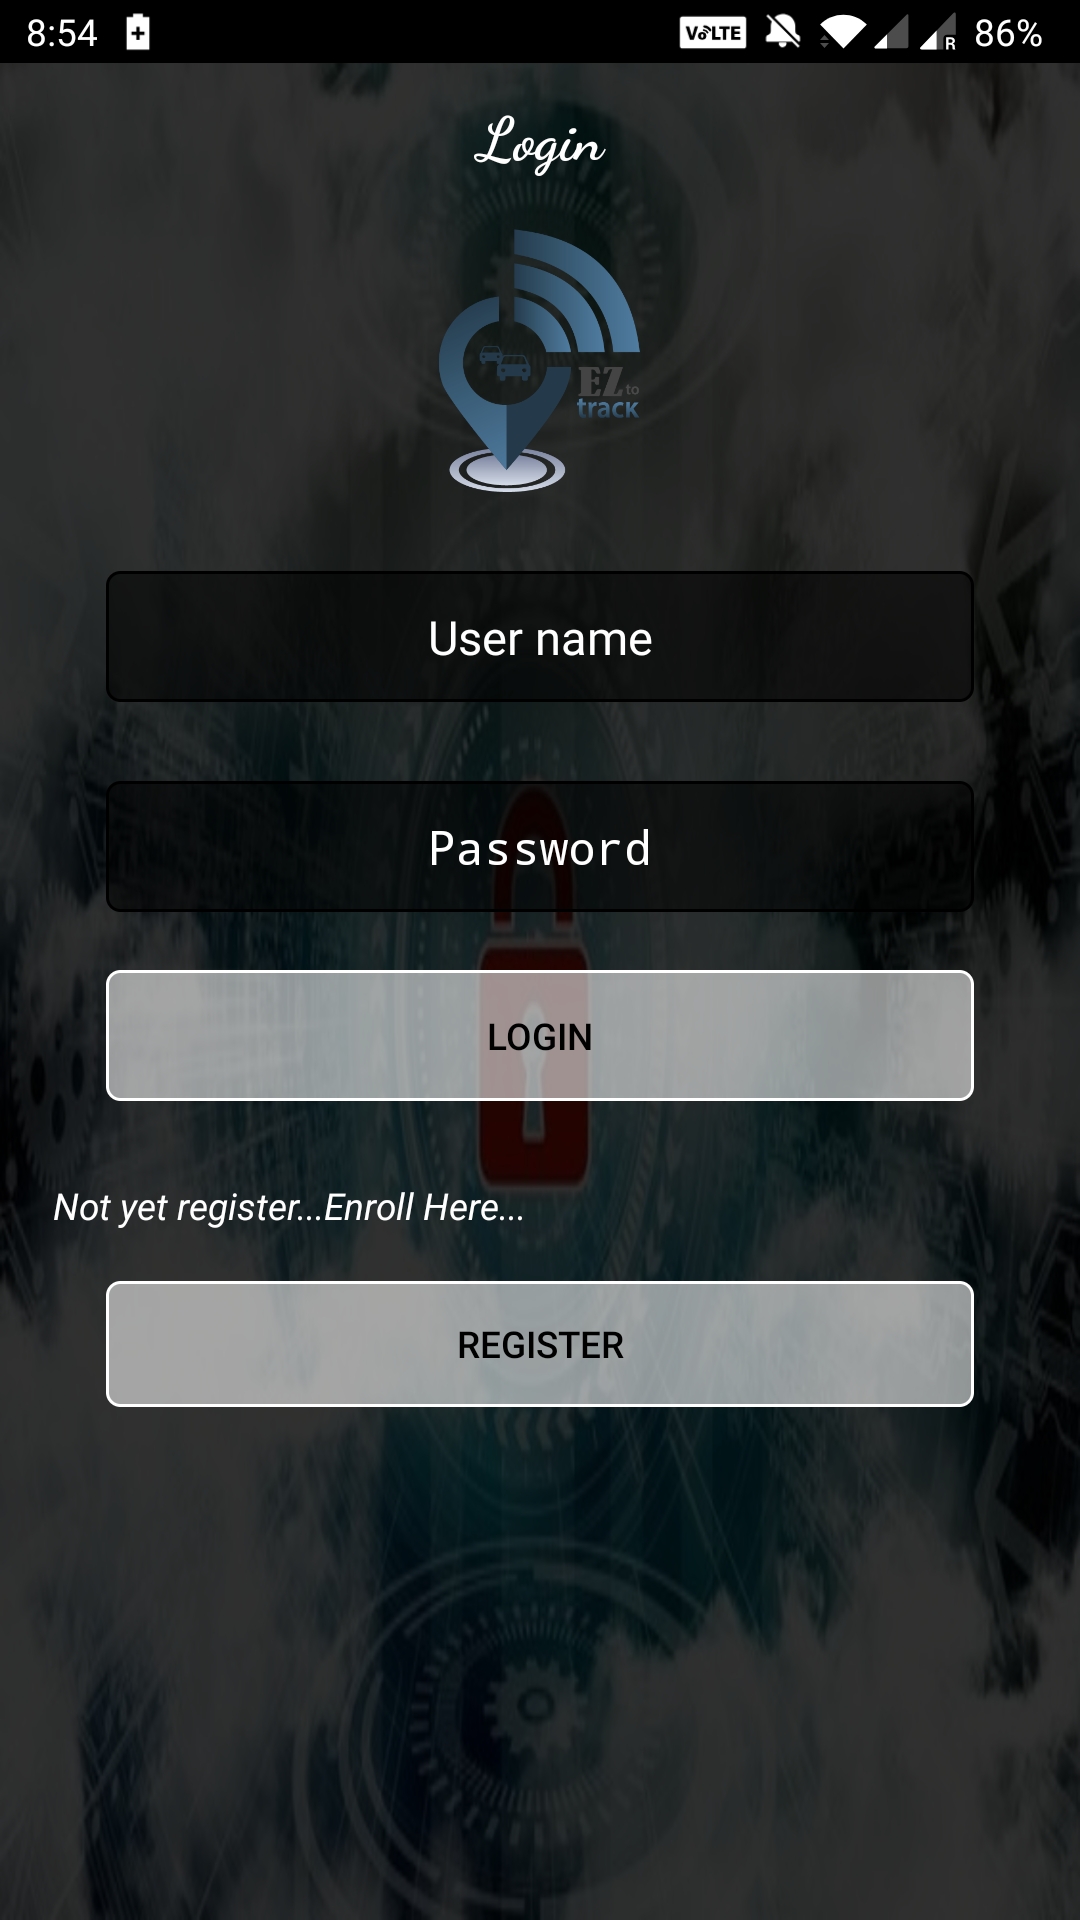 8:54 VoLTE R 86%
Login
EZ to
track
User name
Password
LOGIN
Not yet register...Enroll Here...
REGISTER